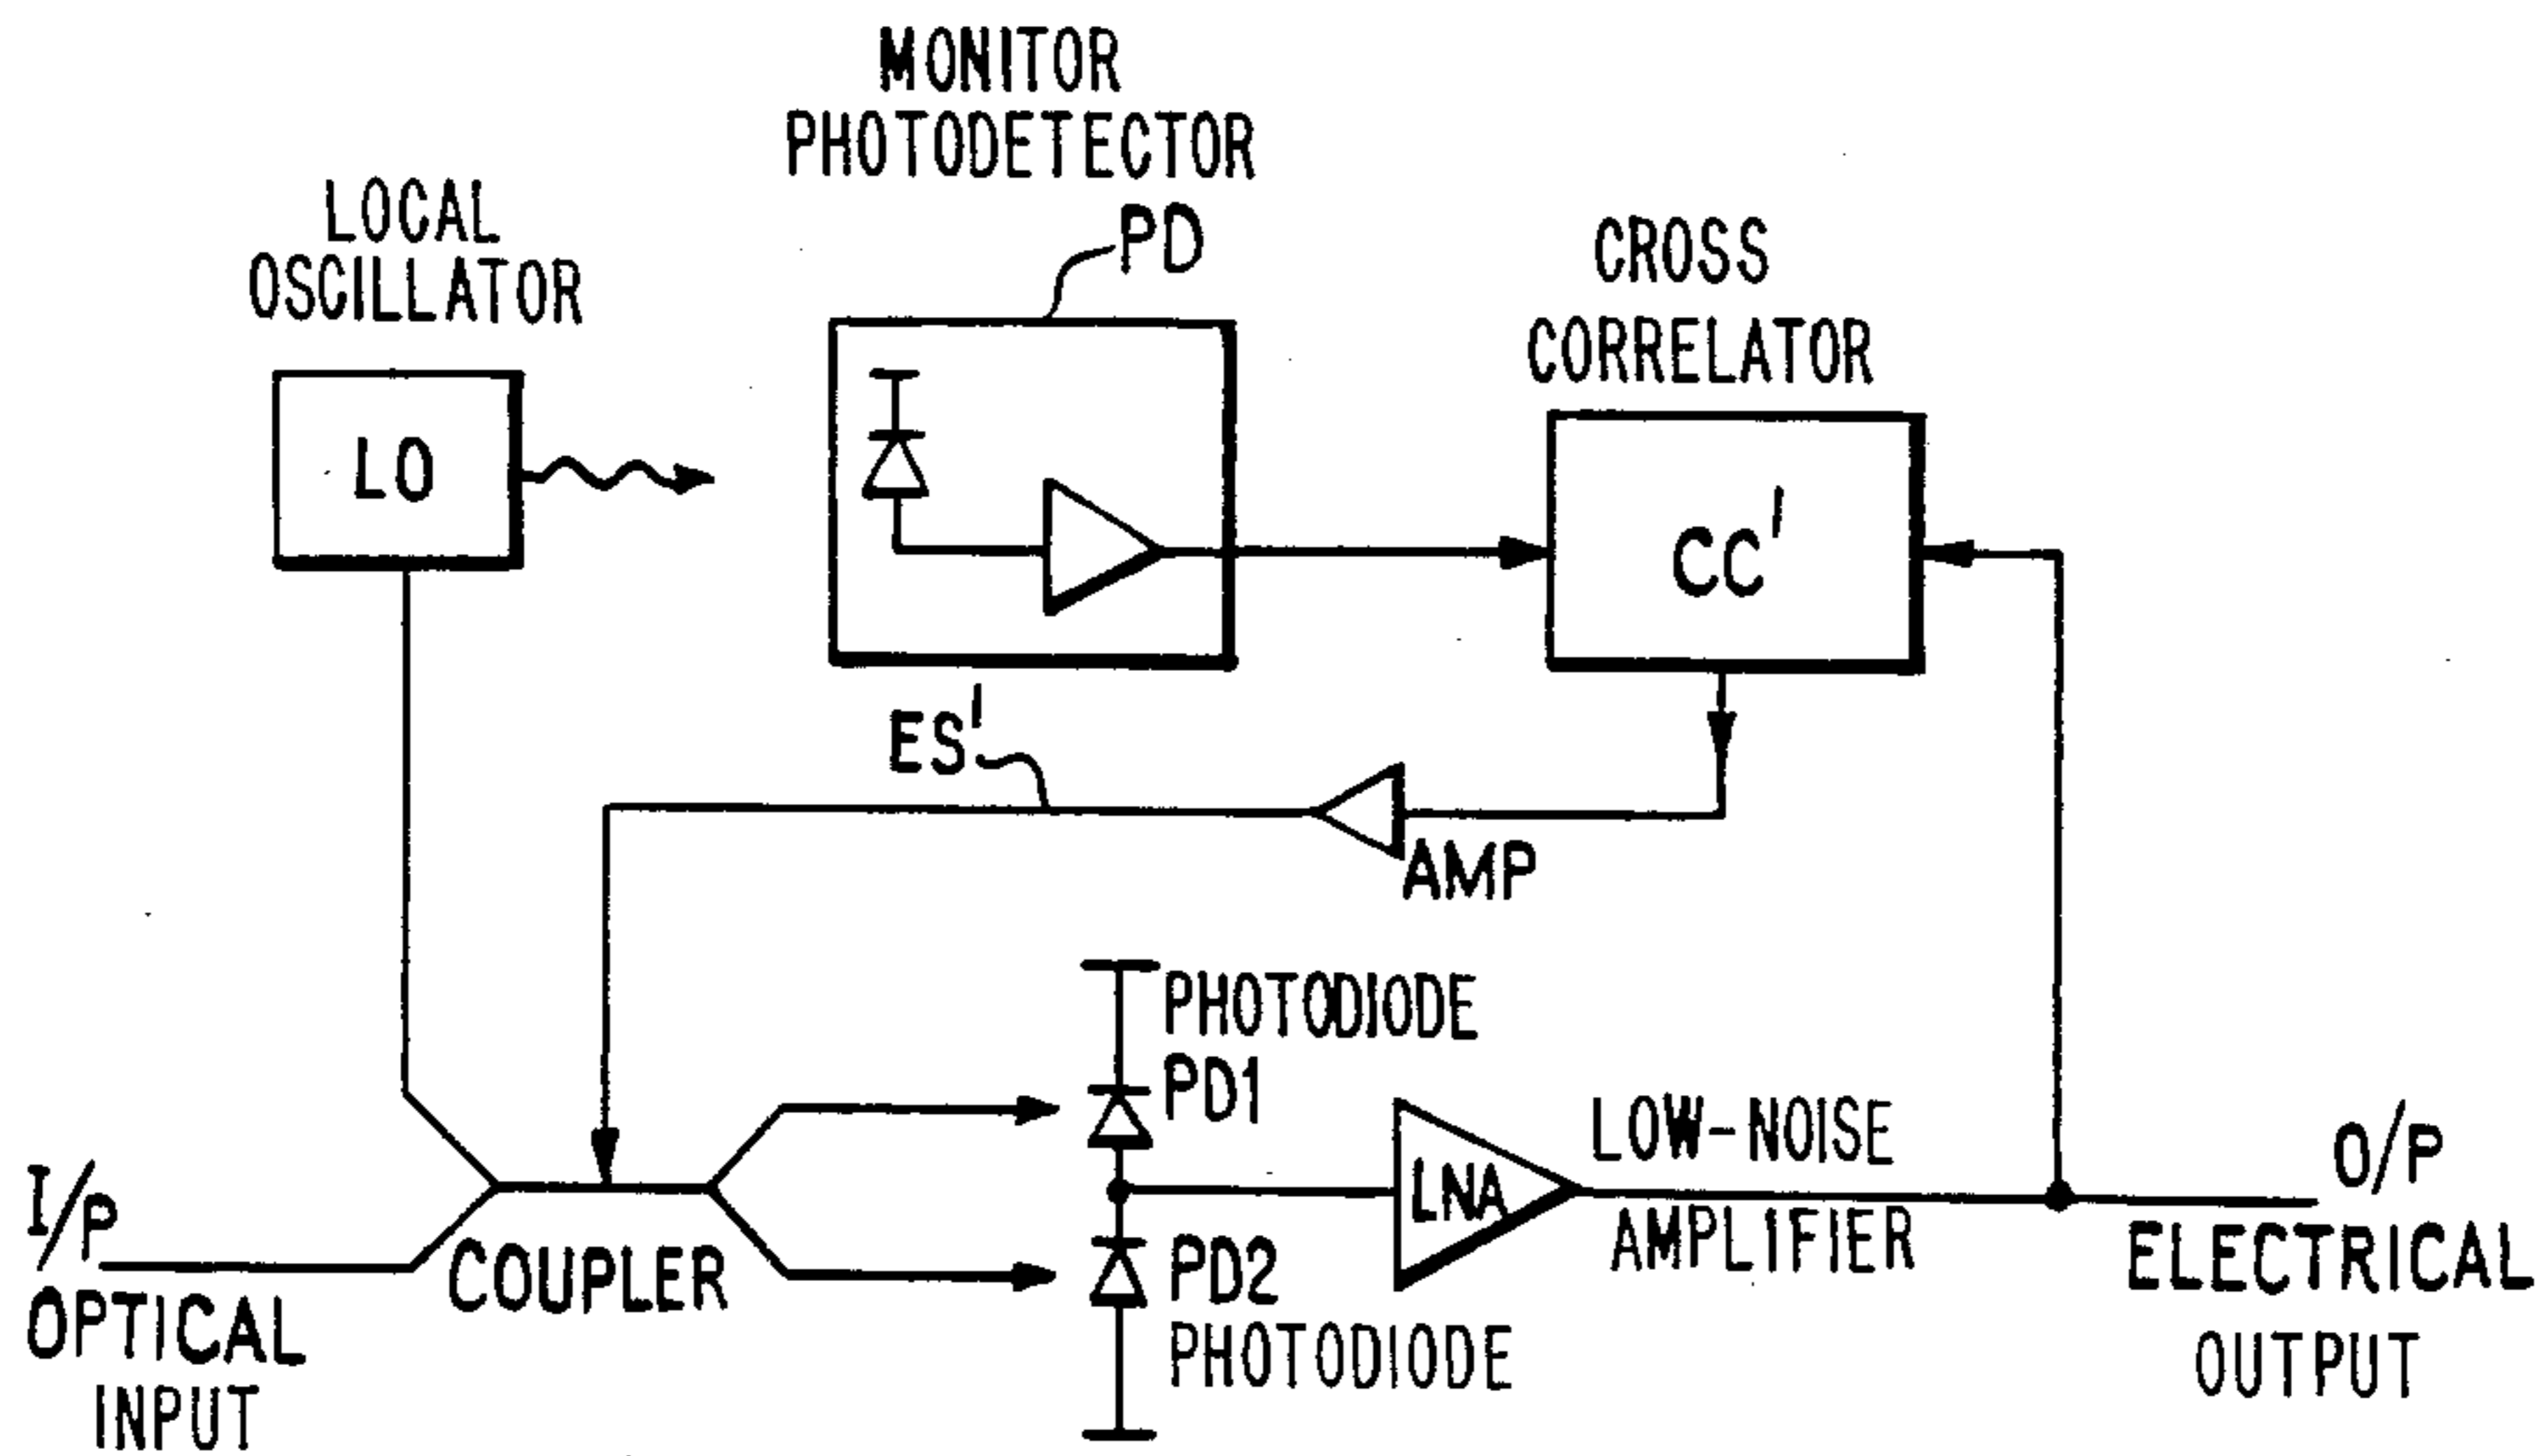 MONITOR
PHOTODETECTOR
PD
LOCAL
OSCILLATOR
LO
CROSS
CORRELATOR
CC'
ES'
AMP
PHOTODIODE
PD1
I/P
OPTICAL
INPUT
COUPLER
PD2
PHOTODIODE
LNA
LOW-NOISE
AMPLIFIER
O/P
ELECTRICAL
OUTPUT